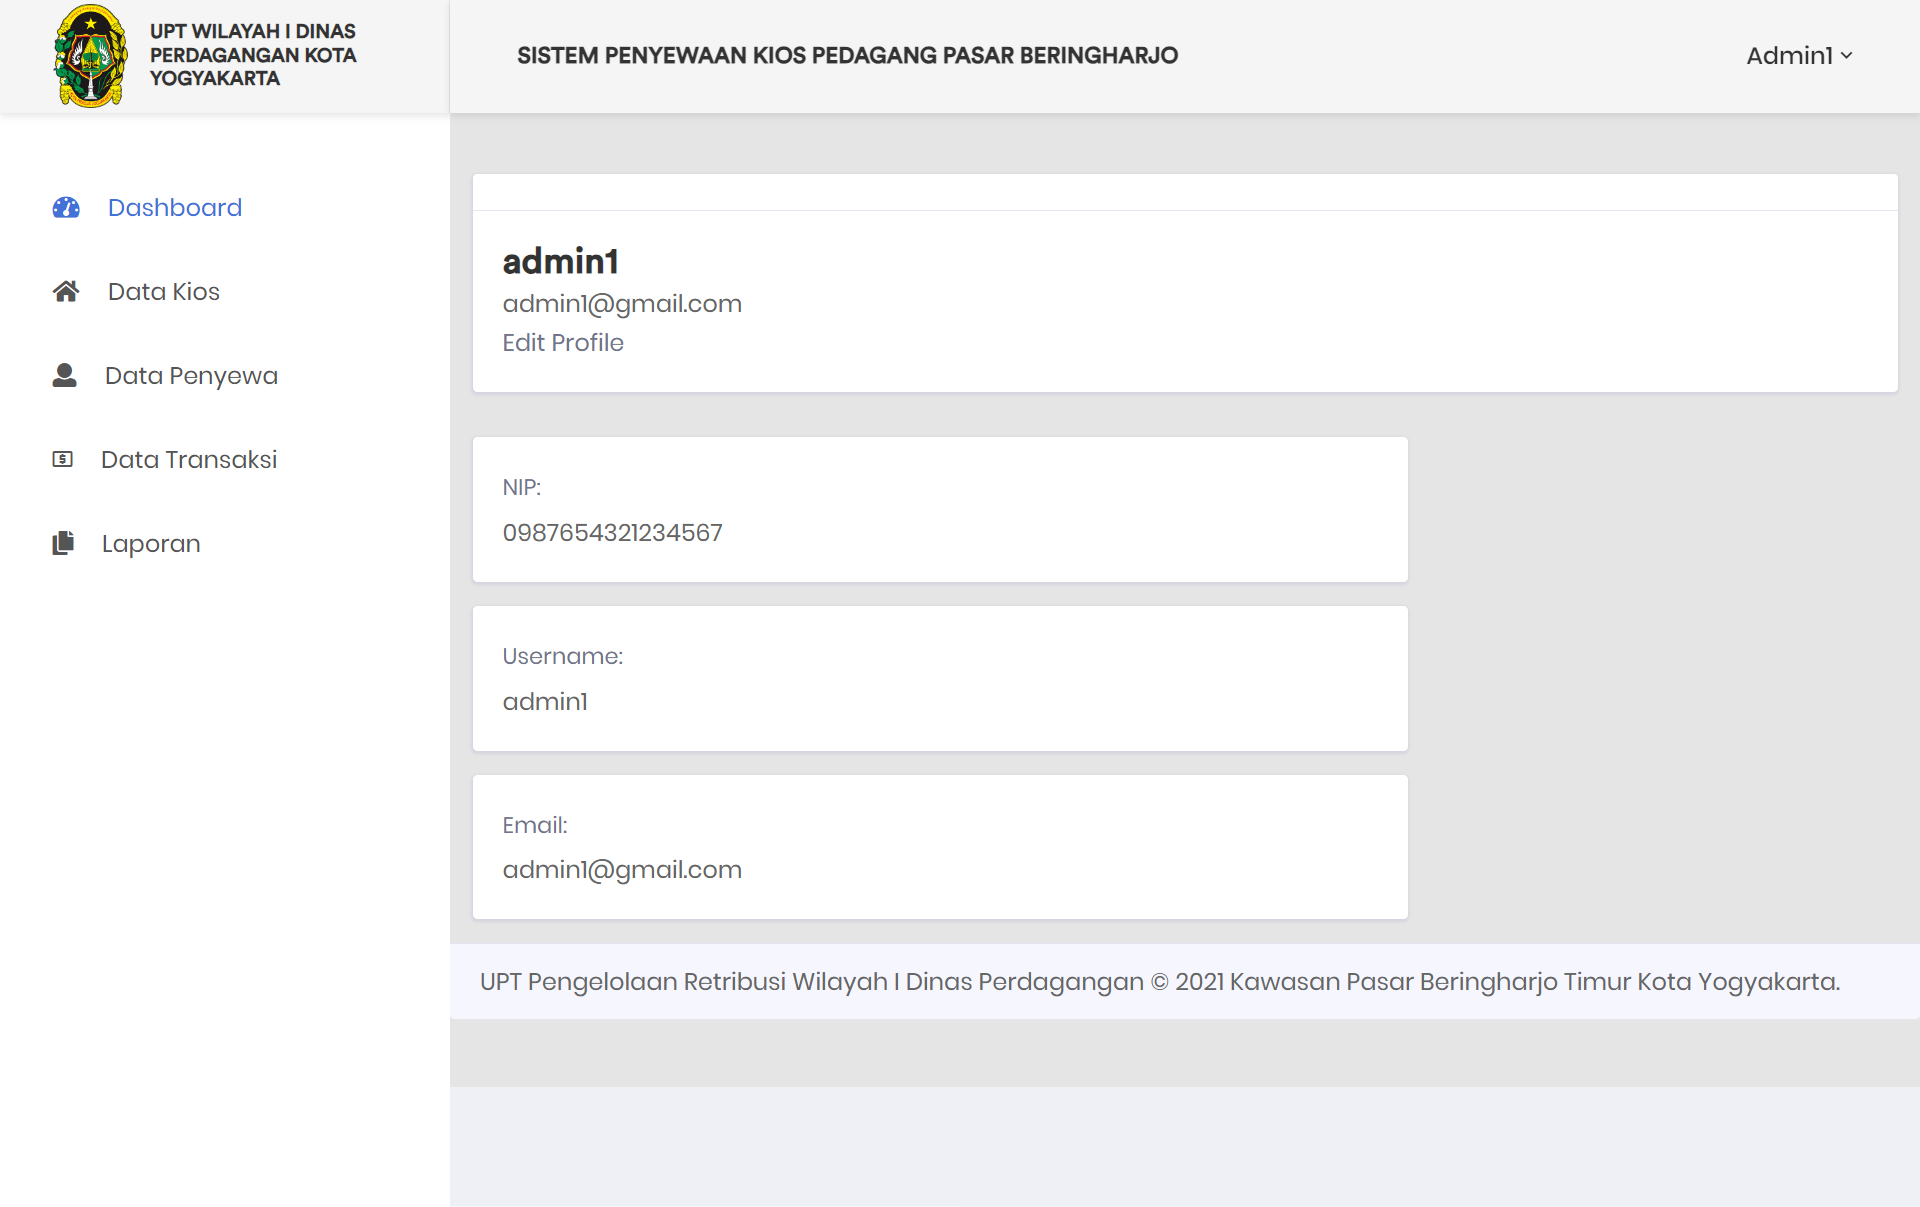 UPT WILAYAH I DINAS
PERDAGANGAN KOTA
YOGYAKARTA
SISTEM PENYEWAAN KIOS PEDAGANG PASAR BERINGHARJO
Admin1
Dashboard
Data Kios
Data Penyewa
Data Transaksi
Laporan
admin1
admin1@gmail.com
Edit Profile
NIP:
0987654321234567
Username:
admin1
Email:
admin1@gmail.com
UPT Pengelolaan Retribusi Wilayah I Dinas Perdagangan © 2021 Kawasan Pasar Beringharjo Timur Kota Yogyakarta.